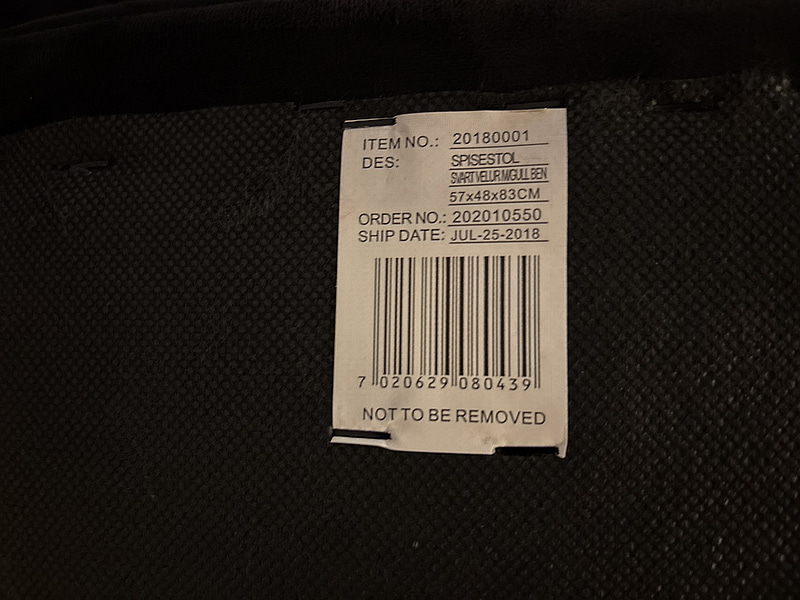 ITEM NO.: 20180001
DES: SPISESTOL
SVART VELUR M/GULL BEN
57x48x83CM
ORDER NO.: 202010550
SHIP DATE: JUL-25-2018
7 020629 080439
NOT TO BE REMOVED